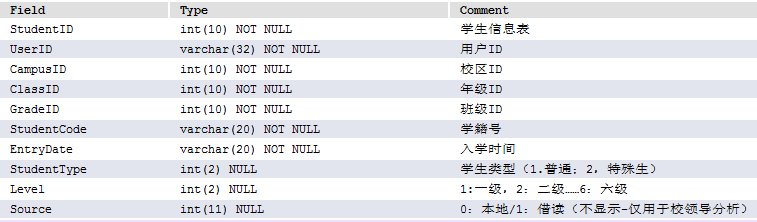 Field Type Comment
StudentID int(10) NOT NULL 学生信息表
UserID varchar(32) NOT NULL 用户ID
CampusID int(10) NOT NULL 校区ID
ClassID int(10) NOT NULL 年级ID
GradeID int(10) NOT NULL 班级ID
StudentCode varchar(20) NOT NULL 学籍号
EntryDate varchar(20) NOT NULL 入学时间
StudentType int(2) NULL 学生类型（1.普通；2，特殊生）
Level int(2) NULL 1:一级，2：二级……6：六级
Source int(11) NULL 0：本地/1：借读（不显示-仅用于校领导分析）